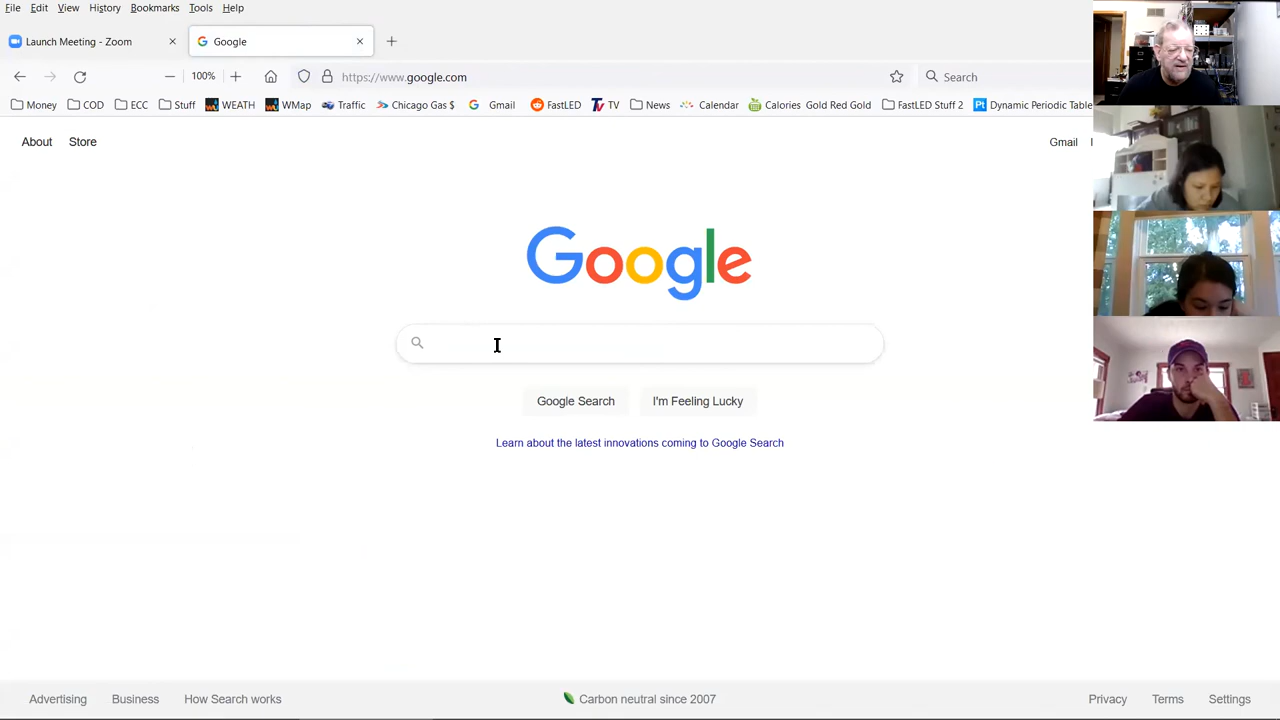 File Edit View History Bookmarks Tools Help
Launch Meeting - Zoom Google
100% https://www.google.com Search
Money COD ECC Stuff WEATH WMap Traffic Chicago Gas $ Gmail FastLED TV News Calendar Gold FastLED Stuff 2 Dynamic Periodic Table
About Store Gmail
Google
Google Search I'm Feeling Lucky
Learn about the latest innovations coming to Google Search
Advertising Business How Search works Carbon neutral since 2007 Privacy Terms Settings